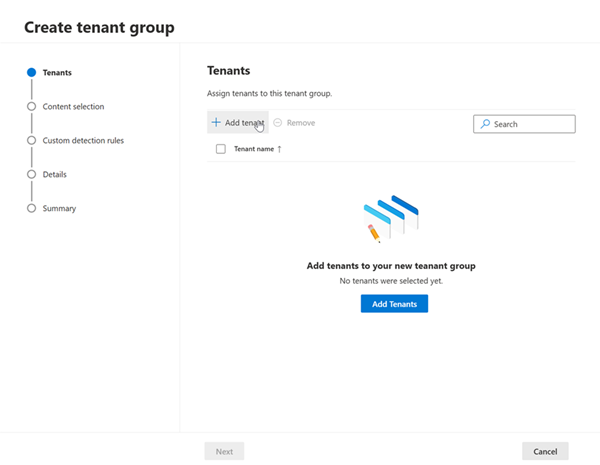 Create tenant group
Tenants
Content selection
Custom detection rules
Details
Summary
Tenants
Assign tenants to this tenant group.
Add tenant
Remove
Search
Tenant name ↑
Add tenants to your new teanant group
No tenants were selected yet.
Add Tenants
Next
Cancel